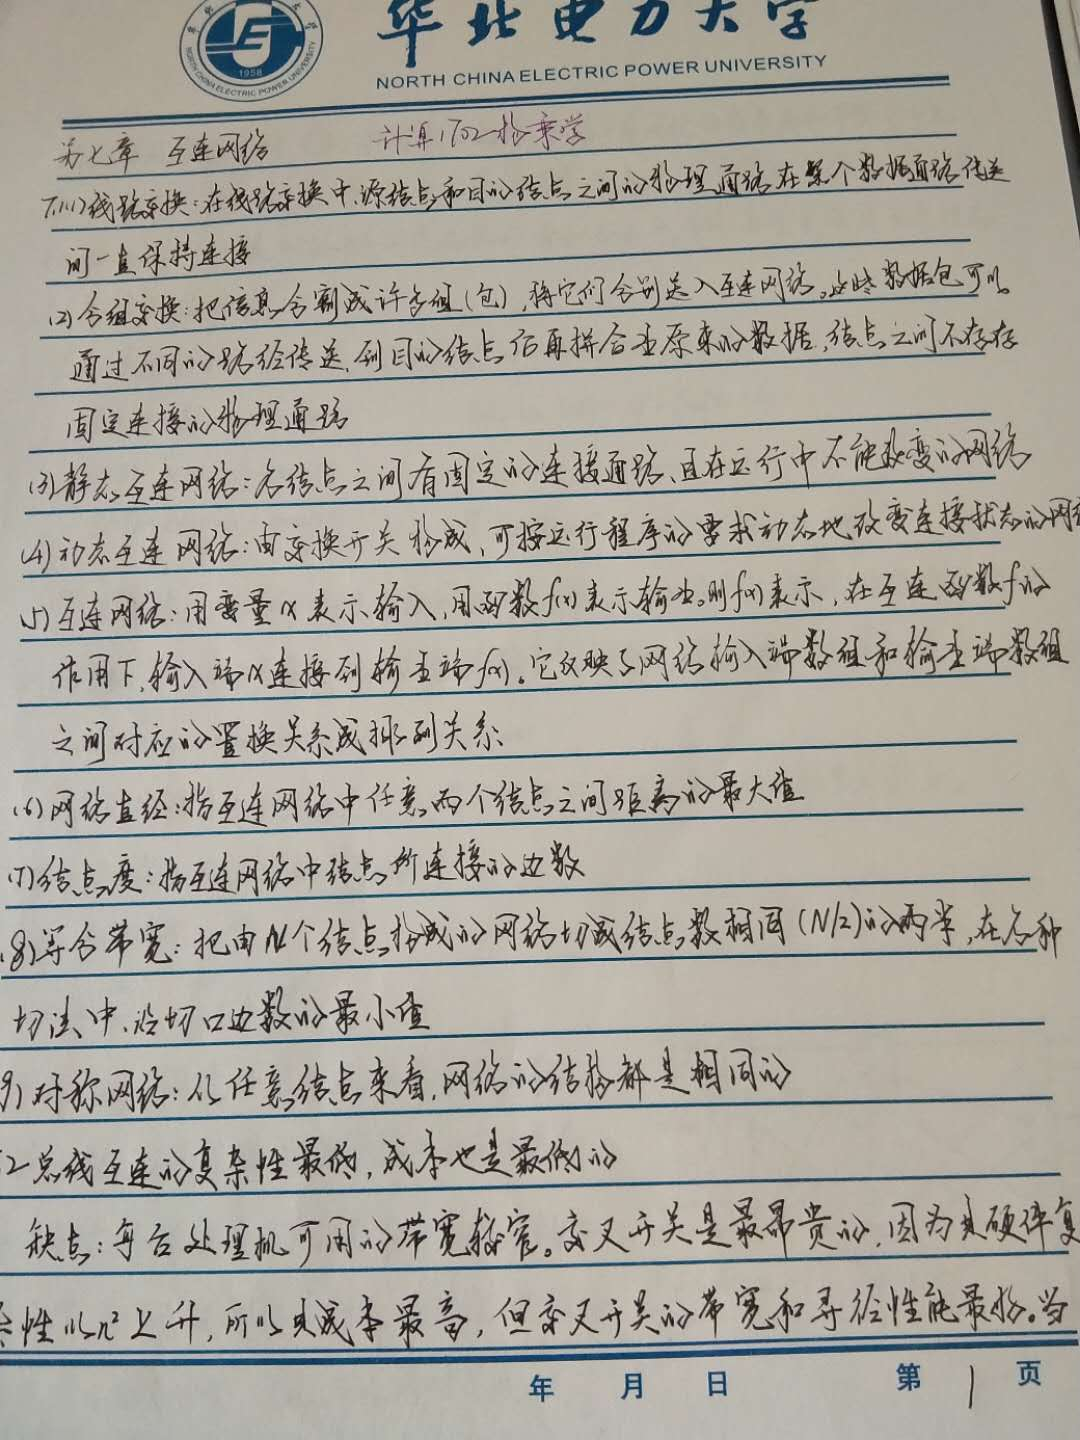 华北电力大学
NORTH CHINA ELECTRIC POWER UNIVERSITY
1958
第七章 互连网络 计算1702 杨乘学
7.1(1)线路交换：在线路交换中，源结点和目的结点之间的物理通路在整个数据通路传送
间一直保持连接
(2)分组交换：把信息分割成许多组(包)，将它们分别送入互连网络。这些数据包可以
通过不同的路径传送，到目的结点后再拼合出原来的数据，结点之间不存在
固定连接的物理通路
(3)静态互连网络：各结点之间有固定的连接通路、且在运行中不能改变的网络
(4)动态互连网络：由交换开关构成，可按运行程序的要求动态地改变连接状态的网络
(5)互连网络：用变量x表示输入，用函数f(x)表示输出。则f(x)表示，在互连函数f的
作用下，输入端x连接到输出端f(x)。它反映了网络输入端数组和输出端数组
之间对应的置换关系或排列关系
(6)网络直径：指互连网络中任意两个结点之间距离的最大值
(7)结点度：指互连网络中结点所连接的边数
(8)等分带宽：把由N个结点构成的网络切成结点数相同(N/2)的两半，在各种
切法中，沿切口边数的最小值
9)对称网络：从任意结点来看，网络的结构都是相同的
2 总线互连的复杂性最低，成本也是最低的
缺点：每台处理机可用的带宽较窄。交叉开关是最昂贵的，因为其硬件复
杂性以n²上升，所以其成本最高，但交叉开关的带宽和寻径性能最好。当
年 月 日 第 1 页